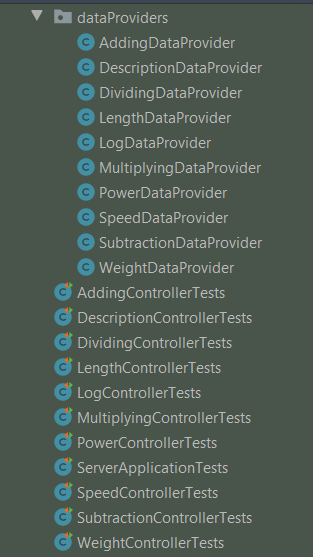 dataProviders
AddingDataProvider
DescriptionDataProvider
DividingDataProvider
LengthDataProvider
LogDataProvider
MultiplyingDataProvider
PowerDataProvider
SpeedDataProvider
SubtractionDataProvider
WeightDataProvider
AddingControllerTests
DescriptionControllerTests
DividingControllerTests
LengthControllerTests
LogControllerTests
MultiplyingControllerTests
PowerControllerTests
ServerApplicationTests
SpeedControllerTests
SubtractionControllerTests
WeightControllerTests